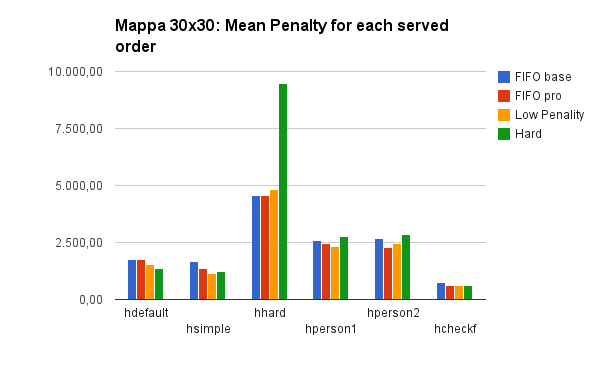 Mappa 30x30: Mean Penalty for each served
order
10.000,00
7.500,00
5.000,00
2.500,00
0,00
FIFO base
FIFO pro
Low Penality
Hard
hdefault
hsimple
hhard
hperson1
hperson2
hcheckf